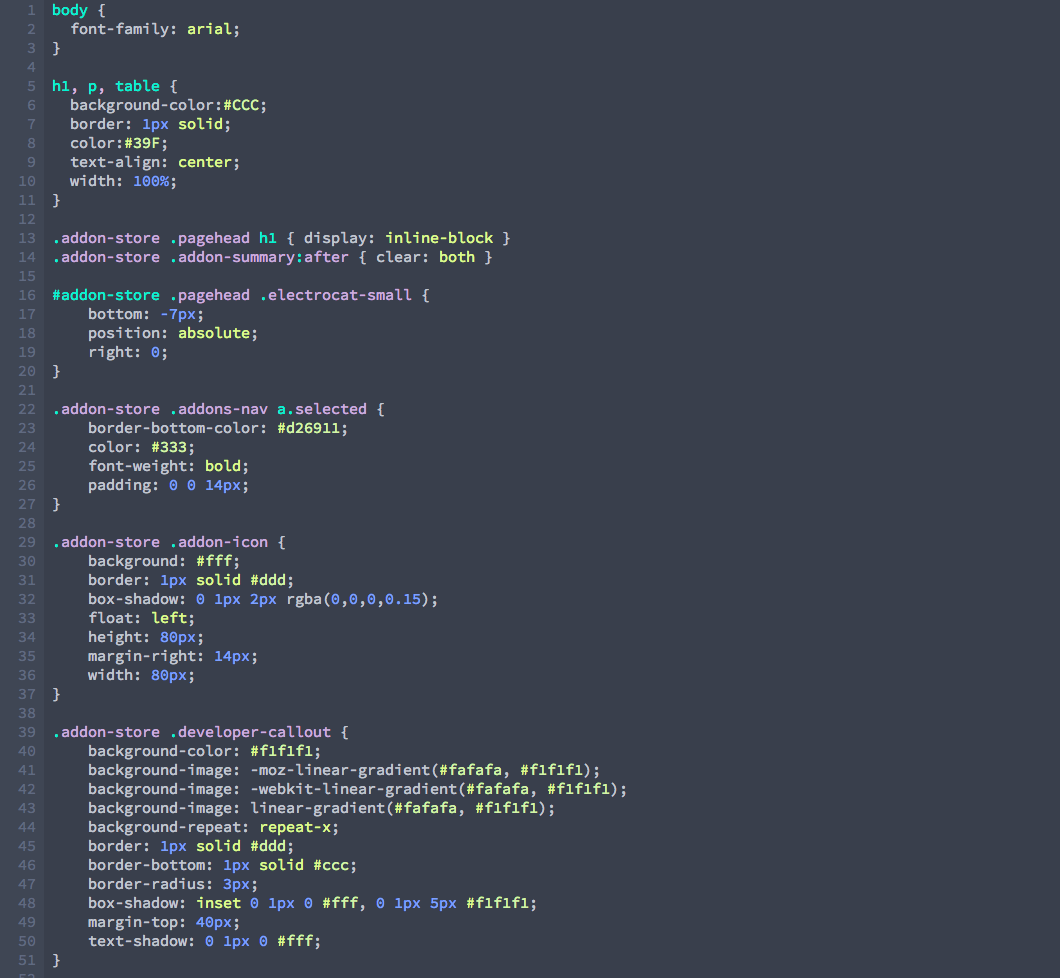 1 body {
2 font-family: arial;
3 }
4
5 h1, p, table {
6 background-color:#CCC;
7 border: 1px solid;
8 color:#39F;
9 text-align: center;
10 width: 100%;
11 }
12
13 .addon-store .pagehead h1 { display: inline-block }
14 .addon-store .addon-summary:after { clear: both }
15
16 #addon-store .pagehead .electrocat-small {
17 bottom: -7px;
18 position: absolute;
19 right: 0;
20 }
21
22 .addon-store .addons-nav a.selected {
23 border-bottom-color: #d26911;
24 color: #333;
25 font-weight: bold;
26 padding: 0 0 14px;
27 }
28
29 .addon-store .addon-icon {
30 background: #fff;
31 border: 1px solid #ddd;
32 box-shadow: 0 1px 2px rgba(0,0,0,0.15);
33 float: left;
34 height: 80px;
35 margin-right: 14px;
36 width: 80px;
37 }
38
39 .addon-store .developer-callout {
40 background-color: #f1f1f1;
41 background-image: -moz-linear-gradient(#fafafa, #f1f1f1);
42 background-image: -webkit-linear-gradient(#fafafa, #f1f1f1);
43 background-image: linear-gradient(#fafafa, #f1f1f1);
44 background-repeat: repeat-x;
45 border: 1px solid #ddd;
46 border-bottom: 1px solid #ccc;
47 border-radius: 3px;
48 box-shadow: inset 0 1px 0 #fff, 0 1px 5px #f1f1f1;
49 margin-top: 40px;
50 text-shadow: 0 1px 0 #fff;
51 }